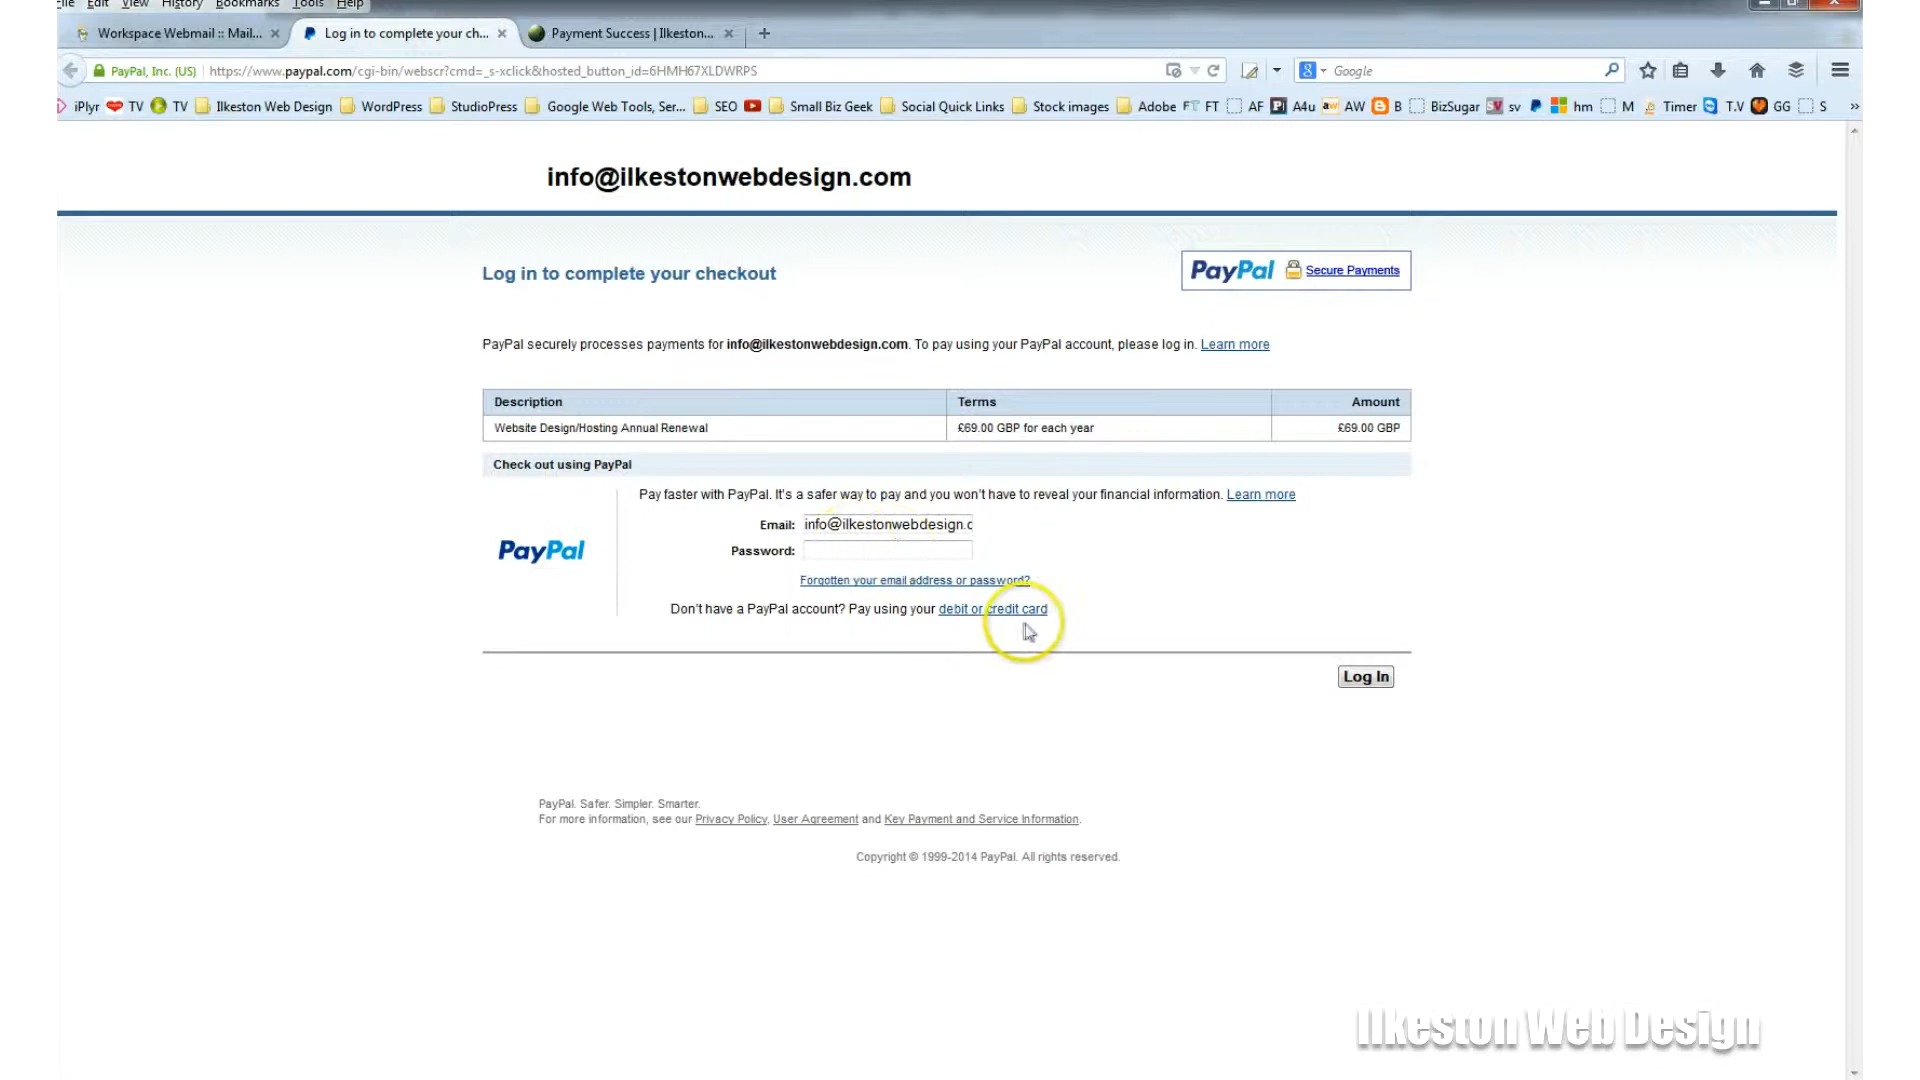 File Edit View History Bookmarks Tools Help
Workspace Webmail :: Mail... Log in to complete your ch... Payment Success | Ilkeston...
PayPal, Inc. (US) https://www.paypal.com/cgi-bin/webscr?cmd=_s-xclick&hosted_button_id=6HMH67XLDWRPS Google
iPlyr TV TV Ilkeston Web Design WordPress StudioPress Google Web Tools, Ser... SEO Small Biz Geek Social Quick Links Stock images Adobe FT AF A4u AW B BizSugar sv hm M Timer T.V GG S
info@ilkestonwebdesign.com
Log in to complete your checkout
PayPal Secure Payments
PayPal securely processes payments for info@ilkestonwebdesign.com. To pay using your PayPal account, please log in. Learn more
Description Terms Amount
Website Design/Hosting Annual Renewal £69.00 GBP for each year £69.00 GBP
Check out using PayPal
Pay faster with PayPal. It's a safer way to pay and you won't have to reveal your financial information. Learn more
Email: info@ilkestonwebdesign.c
PayPal
Password:
Forgotten your email address or password?
Don't have a PayPal account? Pay using your debit or credit card
Log In
PayPal. Safer. Simpler. Smarter.
For more information, see our Privacy Policy, User Agreement and Key Payment and Service Information.
Copyright © 1999-2014 PayPal. All rights reserved.
Ilkeston Web Design